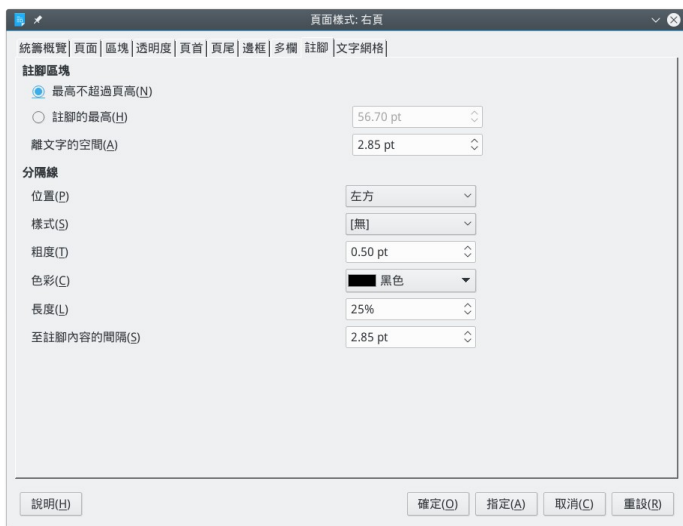 頁面樣式: 右頁
統籌概覽 頁面 區塊 透明度 頁首 頁尾 邊框 多欄 註腳 文字網格
註腳區塊
最高不超過頁高(N)
註腳的最高(H) 56.70 pt
離文字的空間(A) 2.85 pt
分隔線
位置(P) 左方
樣式(S) [無]
粗度(T) 0.50 pt
色彩(C) 黑色
長度(L) 25%
至註腳內容的間隔(S) 2.85 pt
說明(H) 確定(O) 指定(A) 取消(C) 重設(R)